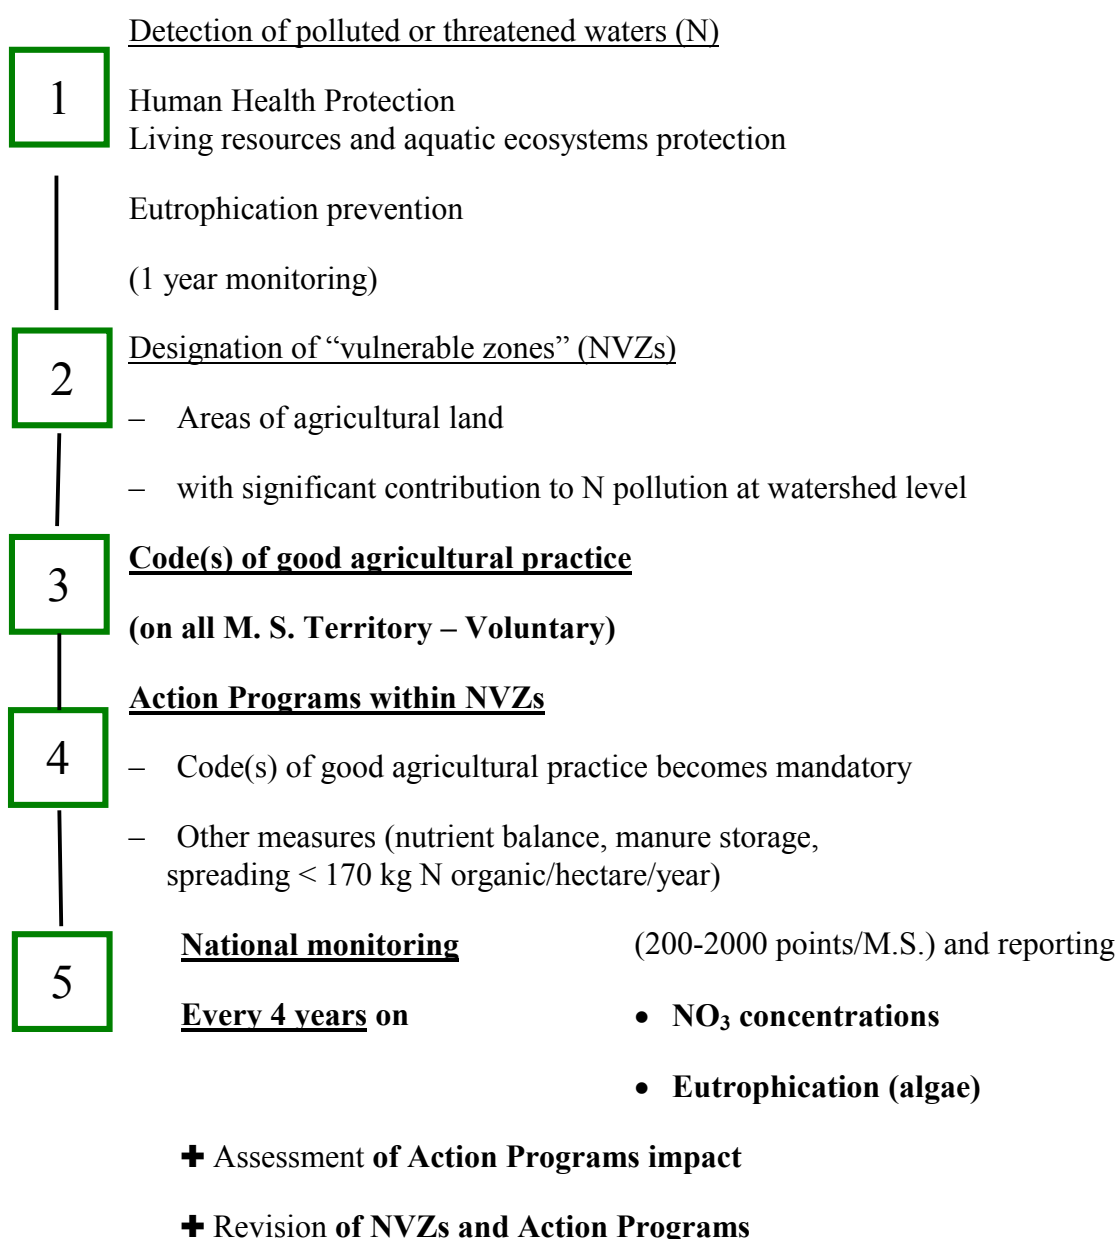 Detection of polluted or threatened waters (N)
1
Human Health Protection
Living resources and aquatic ecosystems protection
Eutrophication prevention
(1 year monitoring)
2
Designation of “vulnerable zones” (NVZs)
– Areas of agricultural land
– with significant contribution to N pollution at watershed level
3
Code(s) of good agricultural practice
(on all M. S. Territory – Voluntary)
Action Programs within NVZs
4
– Code(s) of good agricultural practice becomes mandatory
– Other measures (nutrient balance, manure storage,
spreading < 170 kg N organic/hectare/year)
5
National monitoring (200-2000 points/M.S.) and reporting
Every 4 years on • NO₃ concentrations
• Eutrophication (algae)
✚ Assessment of Action Programs impact
✚ Revision of NVZs and Action Programs